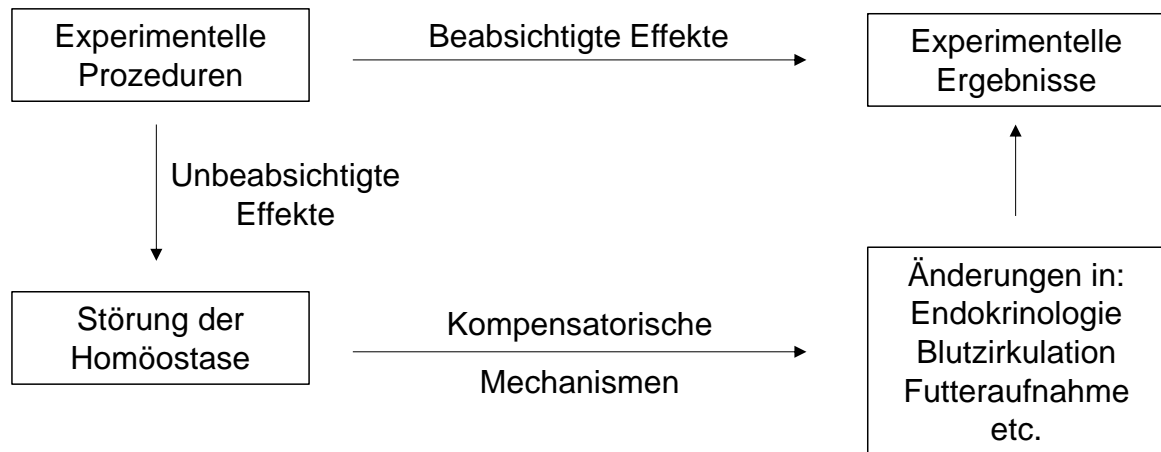 Experimentelle
Prozeduren
Beabsichtigte Effekte
Experimentelle
Ergebnisse
Unbeabsichtigte
Effekte
Störung der
Homöostase
Kompensatorische
Mechanismen
Änderungen in:
Endokrinologie
Blutzirkulation
Futteraufnahme
etc.